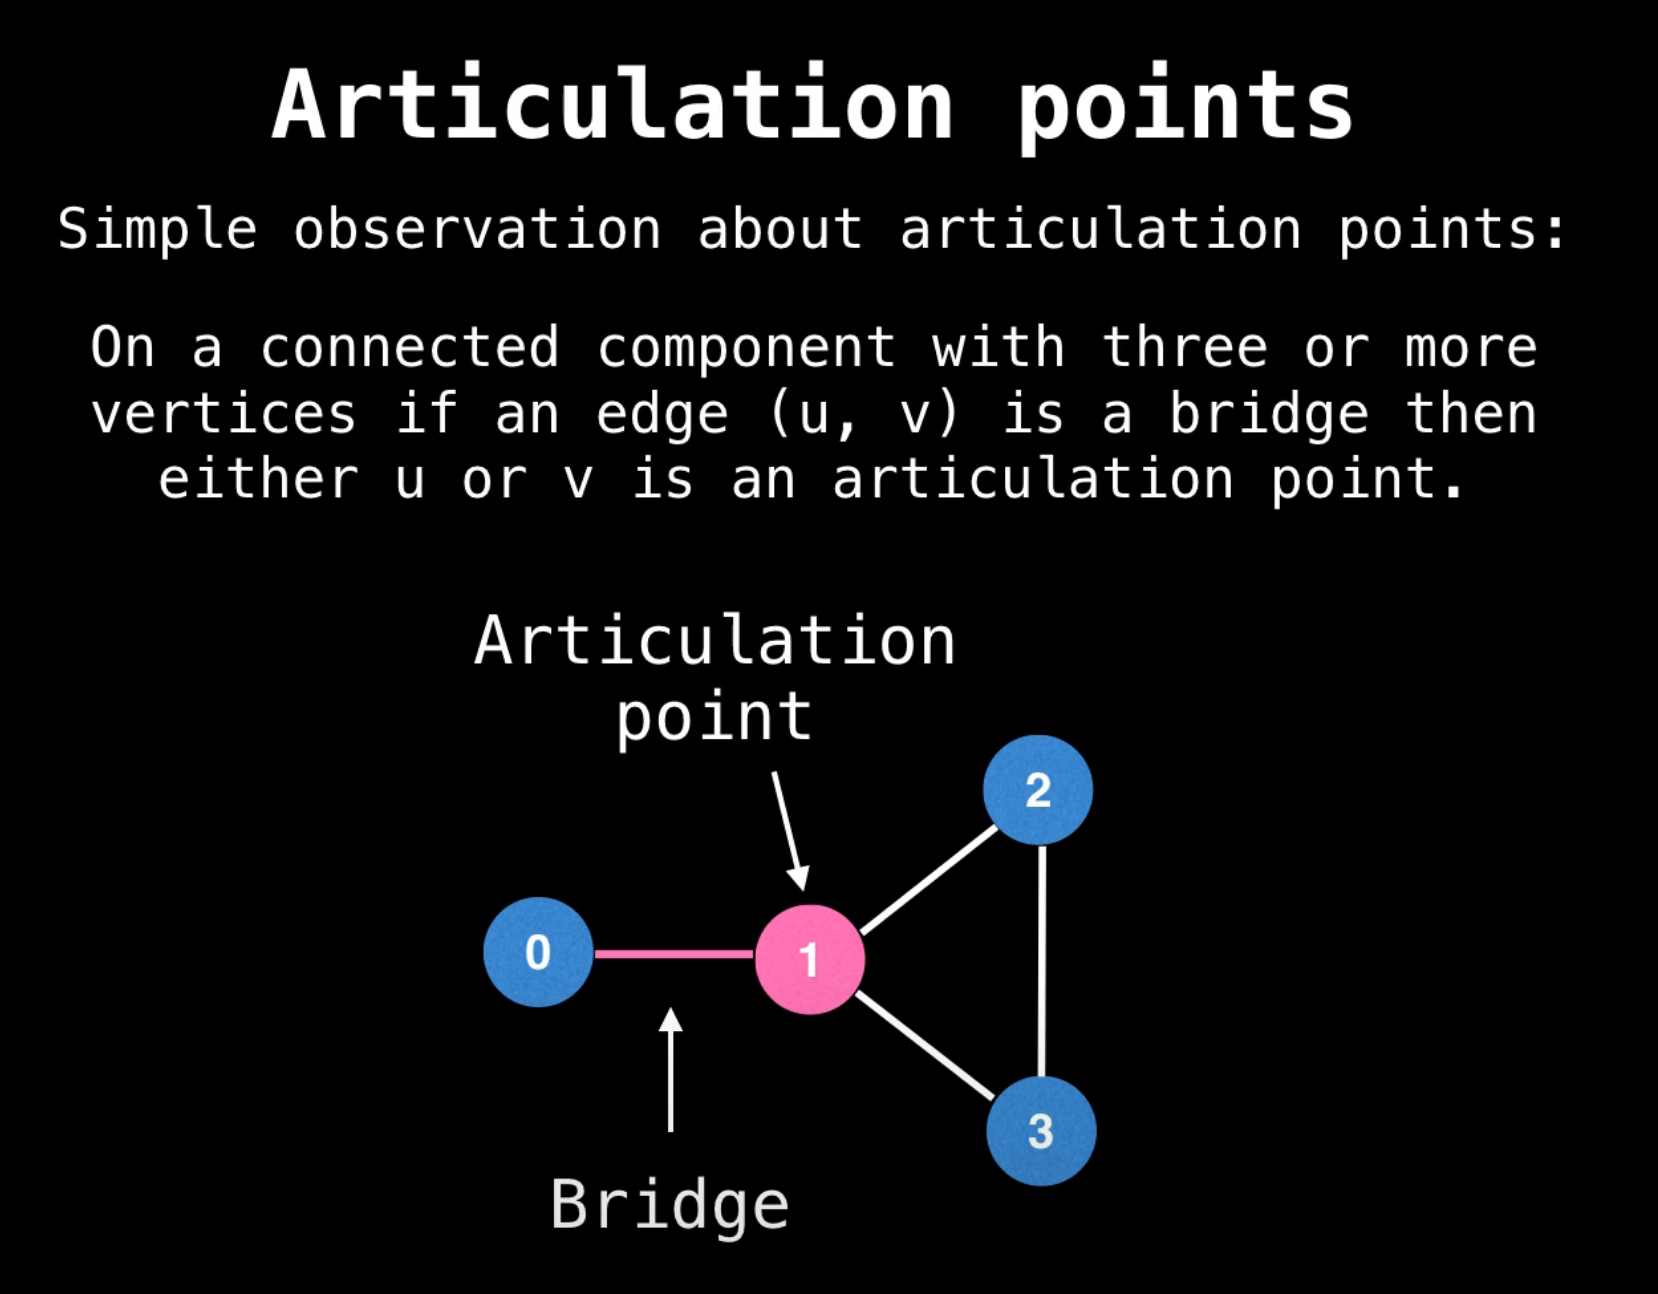 Articulation points
Simple observation about articulation points:
On a connected component with three or more
vertices if an edge (u, v) is a bridge then
either u or v is an articulation point.
Articulation
point
2
0
1
3
Bridge